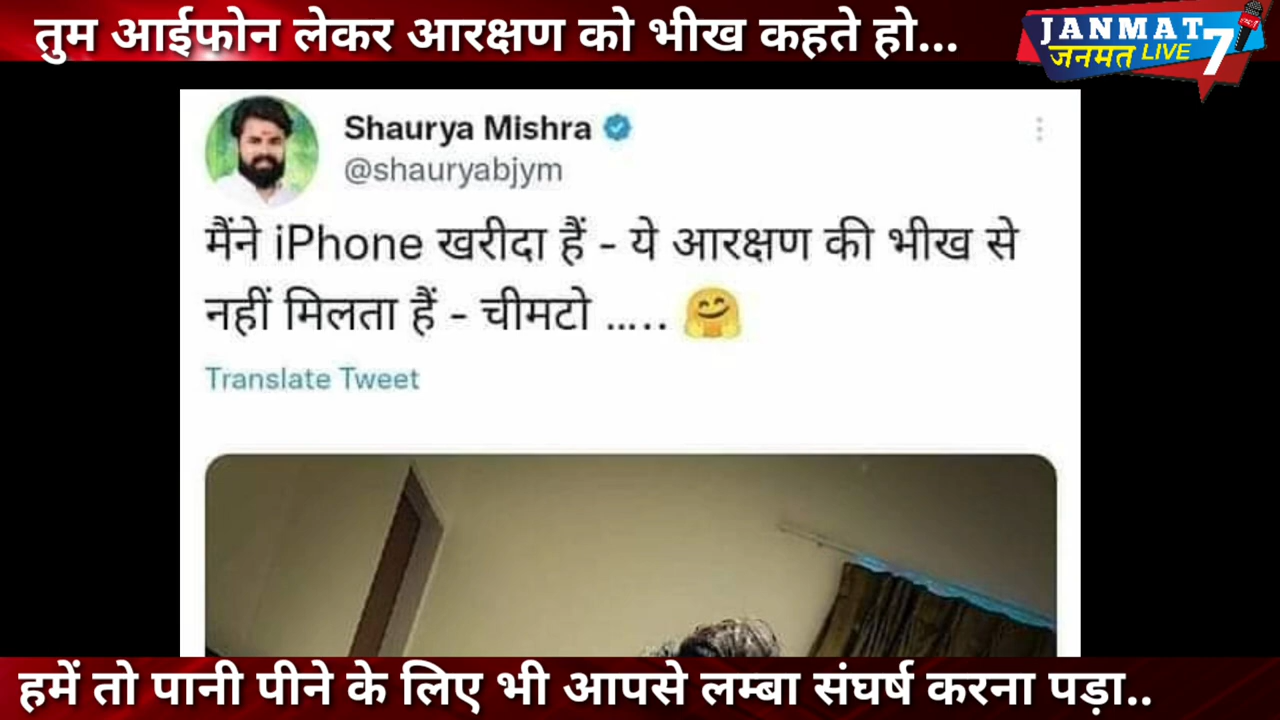 तुम आईफोन लेकर आरक्षण को भीख कहते हो...
JANMAT
जनमत LIVE 7
Shaurya Mishra
@shauryabjym
मैंने iPhone खरीदा हैं - ये आरक्षण की भीख से
नहीं मिलता हैं - चीमटो ..... 🤗
Translate Tweet
हमें तो पानी पीने के लिए भी आपसे लम्बा संघर्ष करना पड़ा..